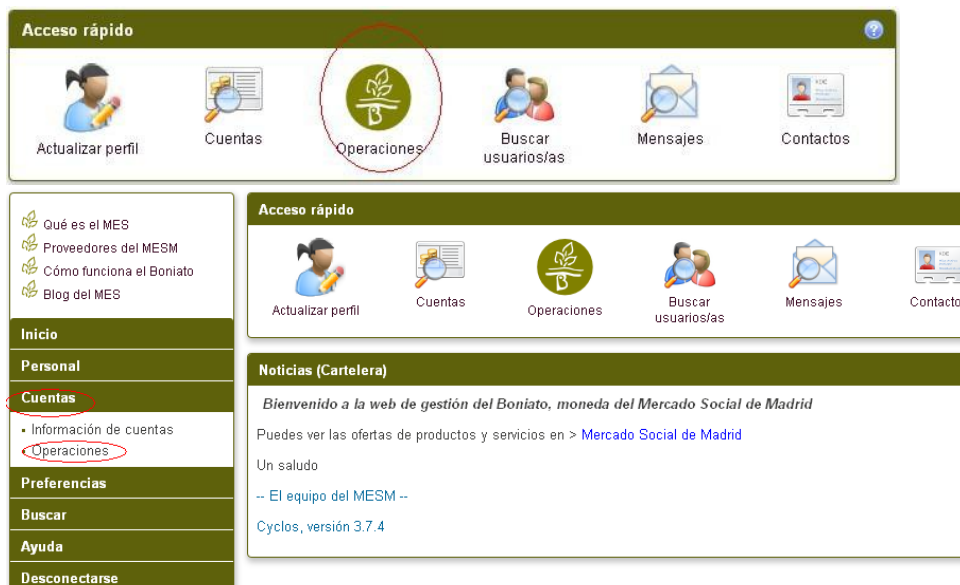 Acceso rápido
Actualizar perfil
Cuentas
Operaciones
Buscar
usuarios/as
Mensajes
Contactos
Qué es el MES
Proveedores del MESM
Cómo funciona el Boniato
Blog del MES
Inicio
Personal
Cuentas
Información de cuentas
Operaciones
Preferencias
Buscar
Ayuda
Desconectarse
Acceso rápido
Actualizar perfil
Cuentas
Operaciones
Buscar
usuarios/as
Mensajes
Contacto
Noticias (Cartelera)
Bienvenido a la web de gestión del Boniato, moneda del Mercado Social de Madrid
Puedes ver las ofertas de productos y servicios en > Mercado Social de Madrid
Un saludo
-- El equipo del MESM --
Cyclos, versión 3.7.4